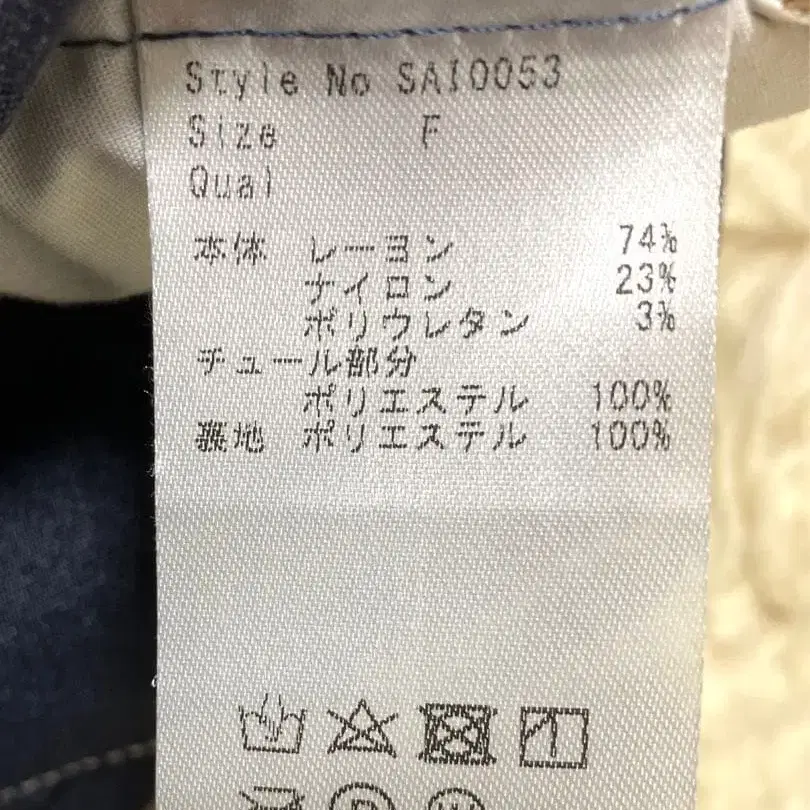 Style No SAI0053
Size F
Qual
本体 レーヨン 74%
ナイロン 23%
ポリウレタン 3%
チュール部分
ポリエステル 100%
裏地 ポリエステル 100%